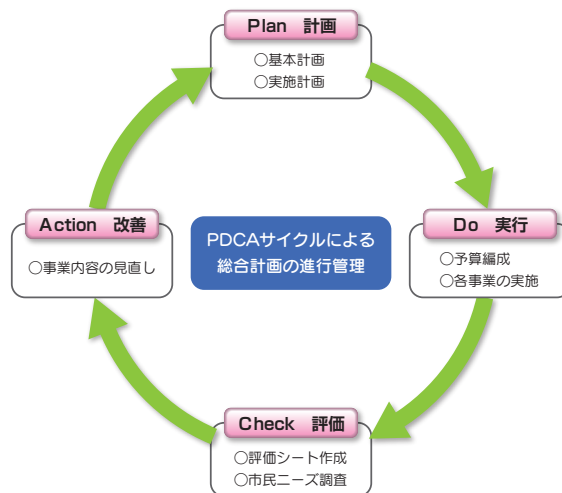 Plan 計画
○基本計画
○実施計画
Do 実行
○予算編成
○各事業の実施
Check 評価
○評価シート作成
○市民ニーズ調査
Action 改善
○事業内容の見直し
PDCAサイクルによる
総合計画の進行管理